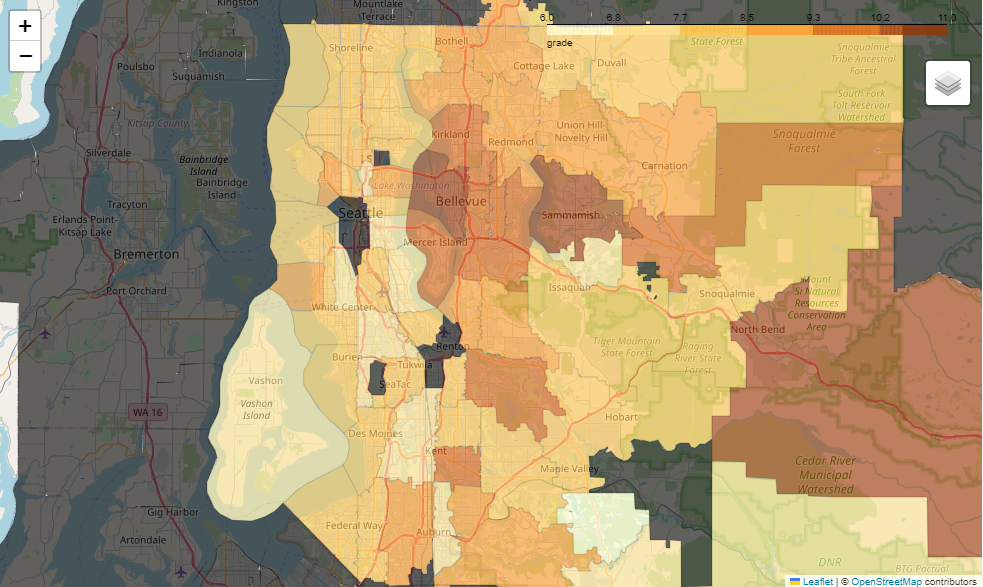 +
−
Kingston
Mountlake
Terrace
6.0 6.8 7.7 8.5 9.3 10.2 11.0
grade
Indianola
Shoreline
Bothell
Cottage Lake
Duvall
State Forest
Snoqualmie
Tribe Ancestral
Forest
Poulsbo
Suquamish
South Fork
Tolt Reservoir
Watershed
Kitsap County
Kirkland
Redmond
Union Hill-
Novelty Hill
Snoqualmie
Forest
Silverdale
Bainbridge
Island
Bainbridge
Island
Lake Washington
Carnation
Tracyton
Erlands Point-
Kitsap Lake
Seattle
Bellevue
Sammamish
Mercer Island
Bremerton
Port Orchard
Issaquah
Snoqualmie
Mount
Si Natural
Resources
Conservation
Area
White Center
North Bend
Renton
Tiger Mountain
State Forest
Raging
River State
Forest
Burien
Tukwila
SeaTac
Vashon
Vashon
Island
WA 16
Hobart
Des Moines
Kent
Maple Valley
Cedar River
Municipal
Watershed
Gig Harbor
Artondale
Federal Way
Auburn
DNR
BTG Pactual
Leaflet | © OpenStreetMap contributors